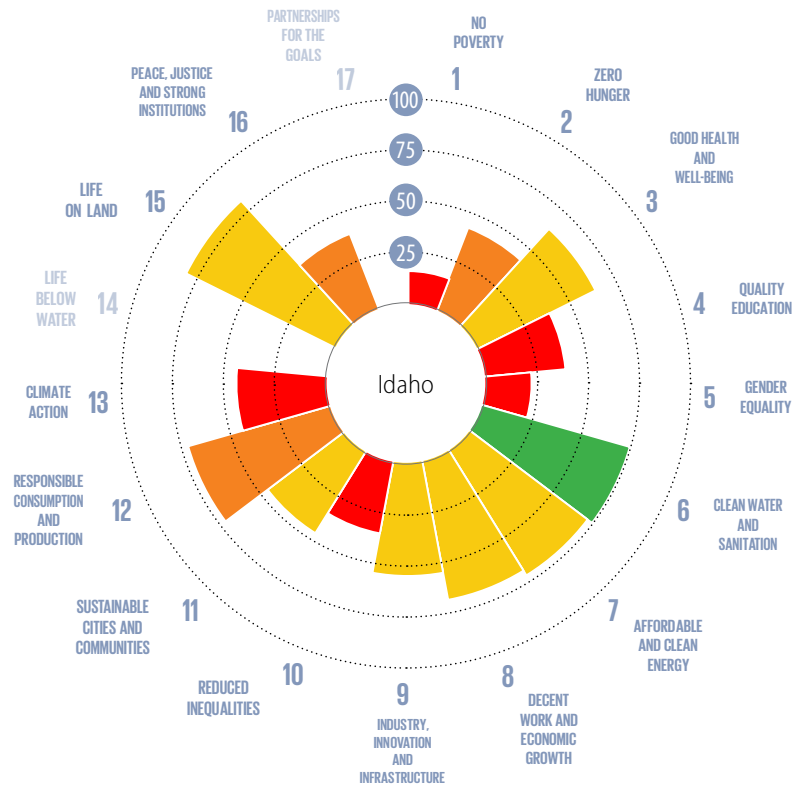 PARTNERSHIPS
FOR THE
GOALS
17
NO
POVERTY
1
ZERO
HUNGER
2
GOOD HEALTH
AND
WELL-BEING
3
QUALITY
EDUCATION
4
GENDER
EQUALITY
5
CLEAN WATER
AND
SANITATION
6
AFFORDABLE
AND CLEAN
ENERGY
7
DECENT
WORK AND
ECONOMIC
GROWTH
8
INDUSTRY,
INNOVATION
AND
INFRASTRUCTURE
9
REDUCED
INEQUALITIES
10
SUSTAINABLE
CITIES AND
COMMUNITIES
11
RESPONSIBLE
CONSUMPTION
AND
PRODUCTION
12
CLIMATE
ACTION
13
LIFE
BELOW
WATER
14
LIFE
ON LAND
15
PEACE, JUSTICE
AND STRONG
INSTITUTIONS
16
100
75
50
25
Idaho